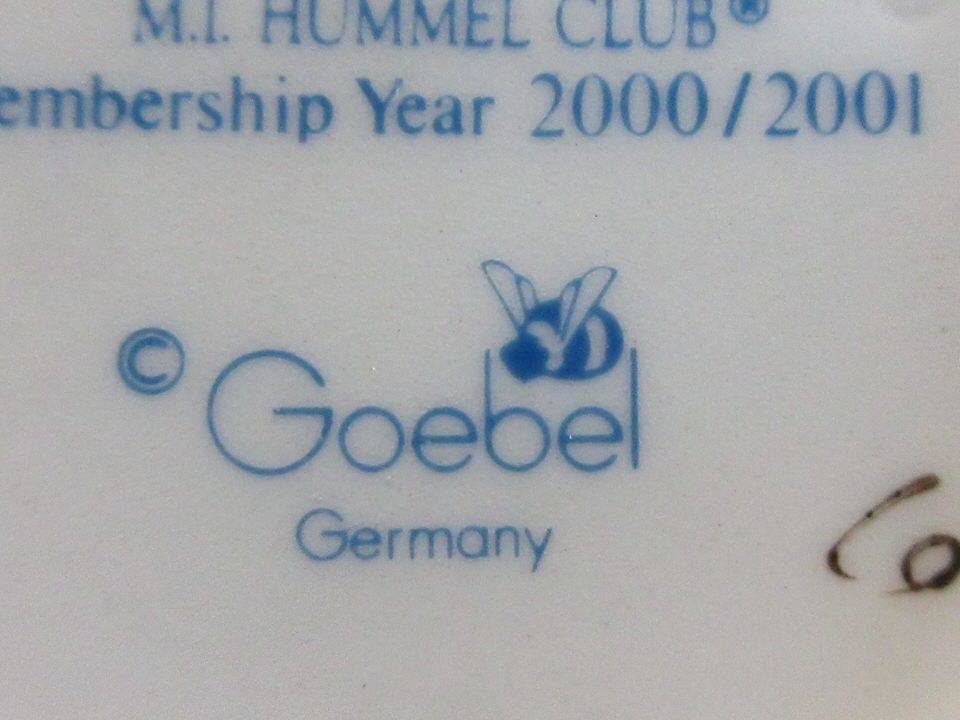 M.I. HUMMEL CLUB®
embership Year 2000/2001
© Goebel
Germany